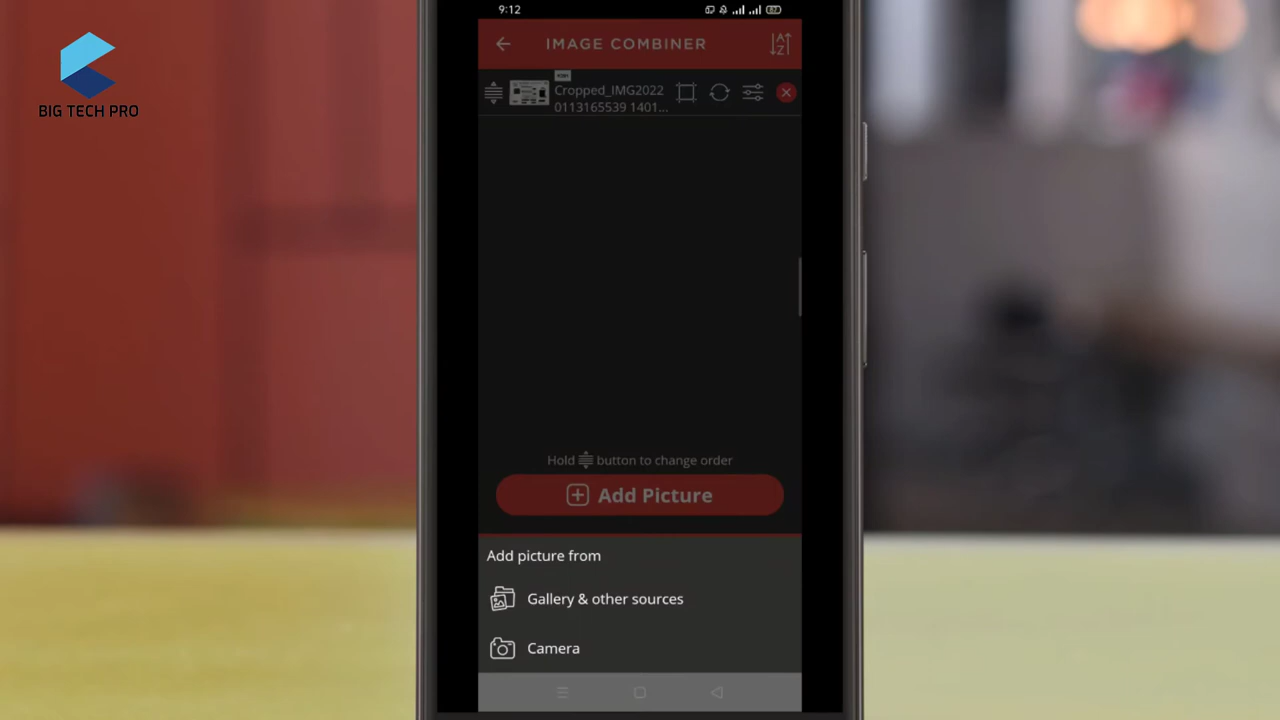 9:12
BIG TECH PRO
IMAGE COMBINER
A
Z
Cropped_IMG2022
0113165539 1401...
Hold button to change order
Add Picture
Add picture from
Gallery & other sources
Camera